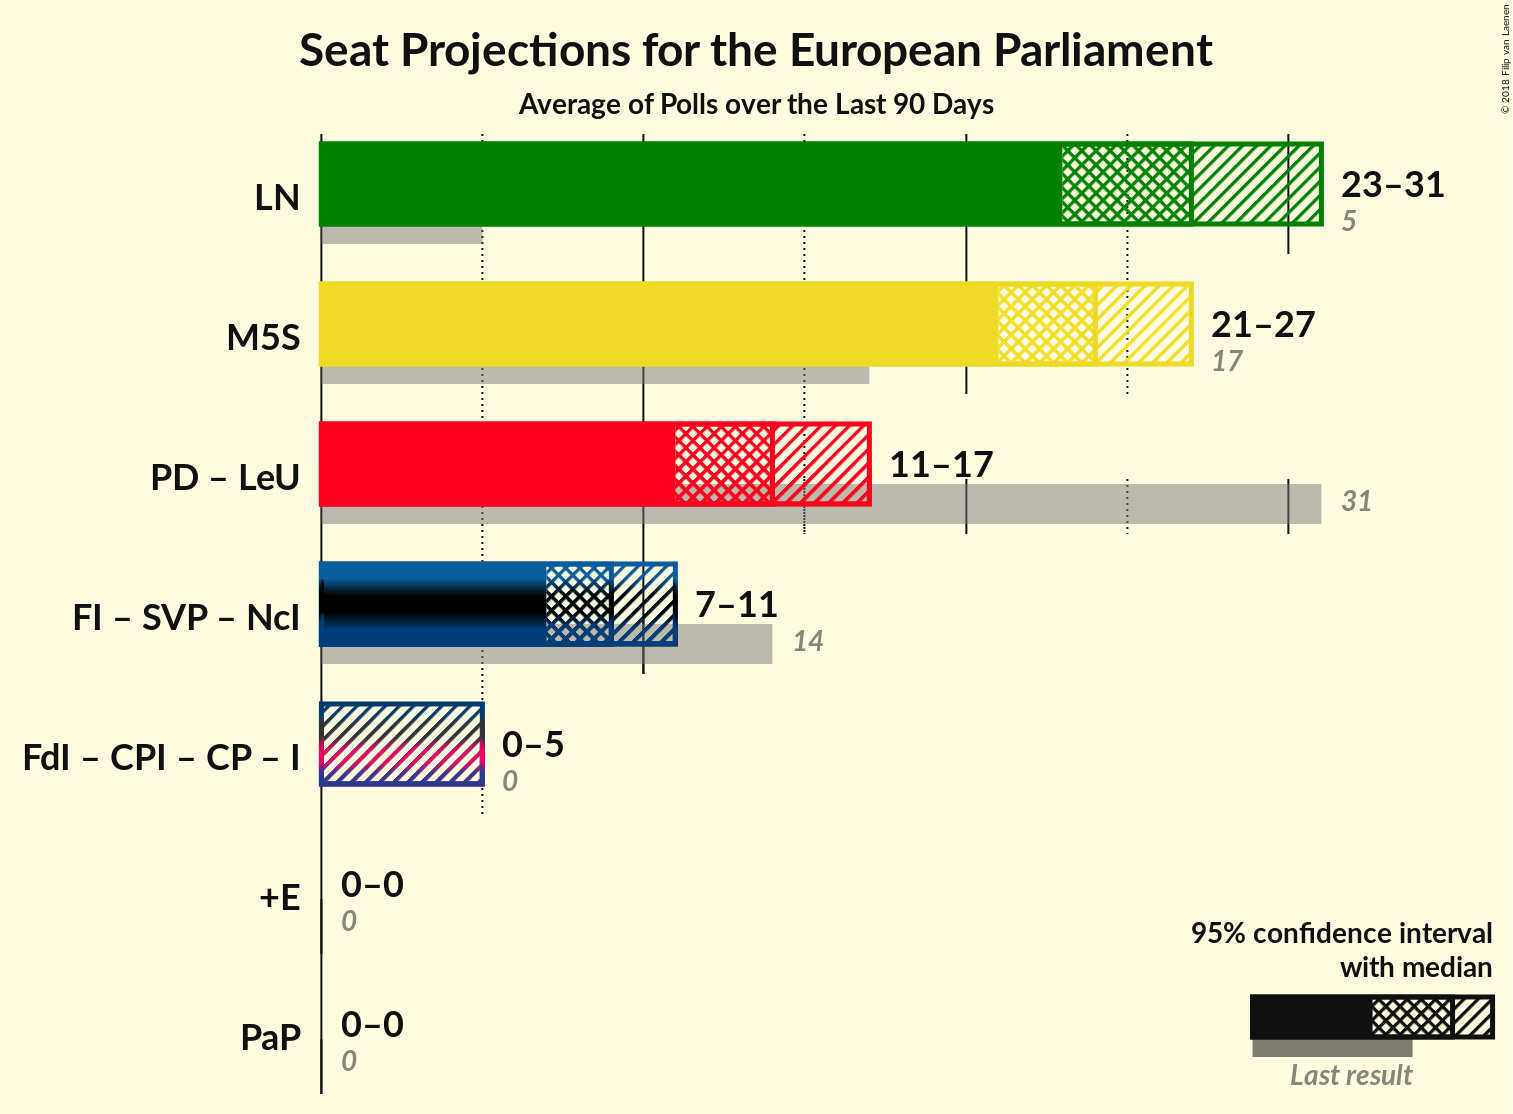 Seat Projections for the European Parliament
Average of Polls over the Last 90 Days
© 2018 Filip van Laenen
LN
23–31
5
M5S
21–27
17
PD – LeU
11–17
31
FI – SVP – NcI
7–11
14
FdI – CPI – CP – I
0–5
0
+E
0–0
0
PaP
0–0
0
95% confidence interval
with median
Last result